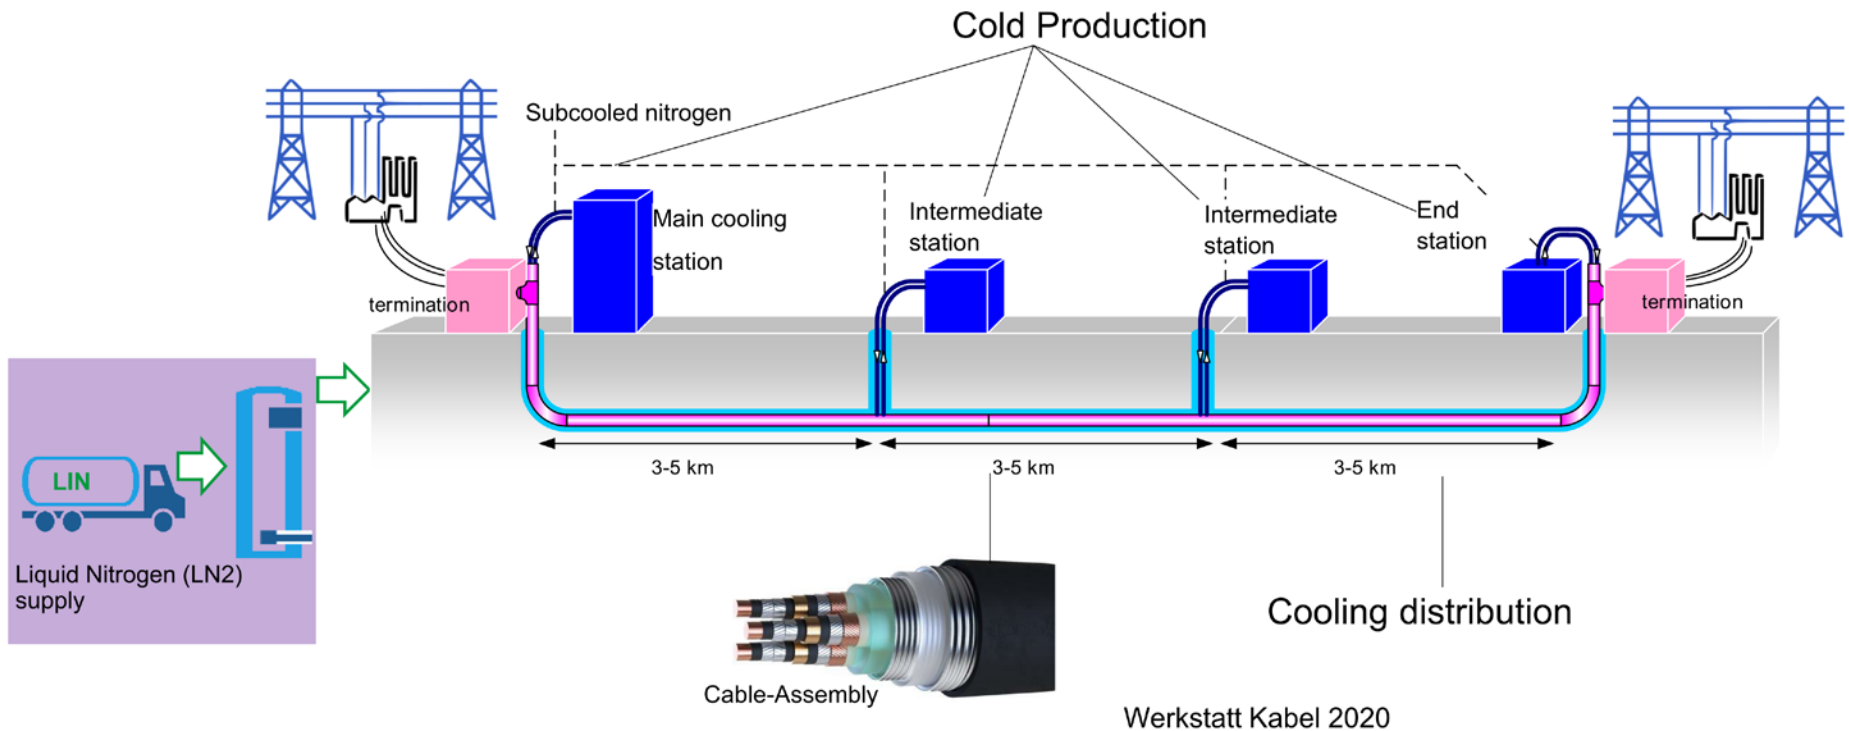 Cold Production
Subcooled nitrogen
Main cooling
station
Intermediate
station
Intermediate
station
End
station
termination
termination
3-5 km
3-5 km
3-5 km
LIN
Liquid Nitrogen (LN2)
supply
Cable-Assembly
Cooling distribution
Werkstatt Kabel 2020